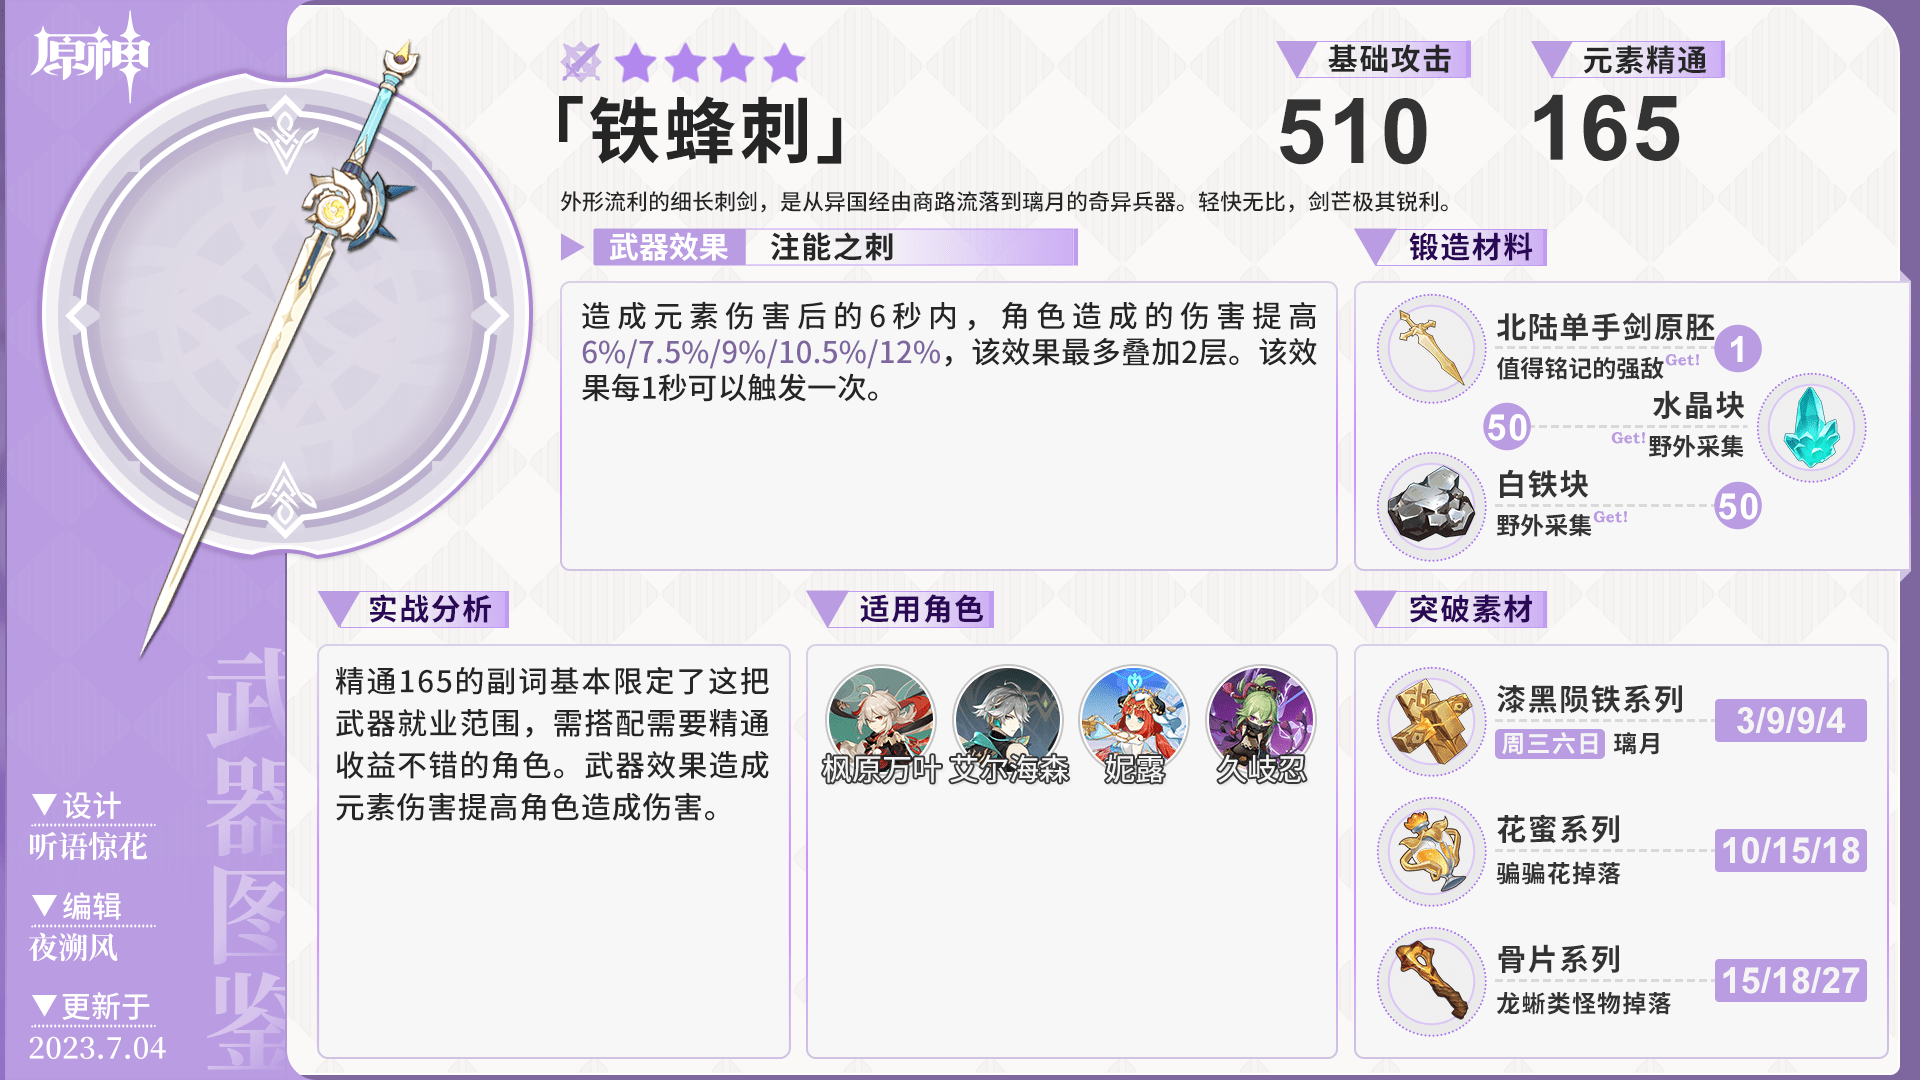 原神
「铁蜂刺」
基础攻击
510
元素精通
165
外形流利的细长刺剑，是从异国经由商路流落到璃月的奇异兵器。轻快无比，剑芒极其锐利。
武器效果
注能之刺
造成元素伤害后的6秒内，角色造成的伤害提高
6%/7.5%/9%/10.5%/12%，该效果最多叠加2层。该效
果每1秒可以触发一次。
锻造材料
北陆单手剑原胚
值得铭记的强敌Get!
1
水晶块
50
Get!野外采集
白铁块
野外采集Get!
50
实战分析
精通165的副词基本限定了这把
武器就业范围，需搭配需要精通
收益不错的角色。武器效果造成
元素伤害提高角色造成伤害。
适用角色
枫原万叶
艾尔海森
妮露
久岐忍
突破素材
漆黑陨铁系列
周三六日 璃月
3/9/9/4
花蜜系列
骗骗花掉落
10/15/18
骨片系列
龙蜥类怪物掉落
15/18/27
武器图鉴
▼设计
听语惊花
▼编辑
夜溯风
▼更新于
2023.7.04